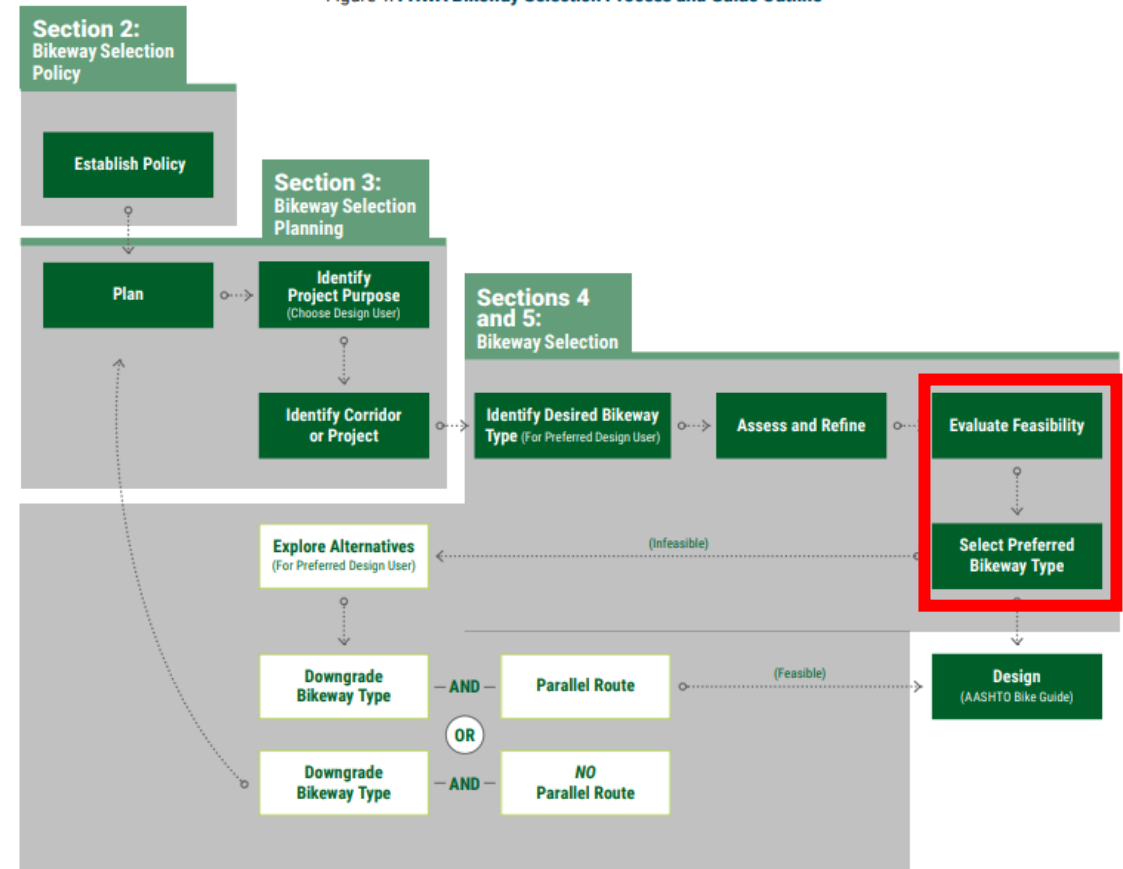 Section 2:
Bikeway Selection
Policy
Establish Policy
Section 3:
Bikeway Selection
Planning
Plan
Identify
Project Purpose
(Choose Design User)
Sections 4
and 5:
Bikeway Selection
Identify Corridor
or Project
Identify Desired Bikeway
Type (For Preferred Design User)
Assess and Refine
Evaluate Feasibility
Explore Alternatives
(For Preferred Design User)
(Infeasible)
Select Preferred
Bikeway Type
Downgrade
Bikeway Type
— AND —
Parallel Route
(Feasible)
Design
(AASHTO Bike Guide)
OR
Downgrade
Bikeway Type
— AND —
NO
Parallel Route